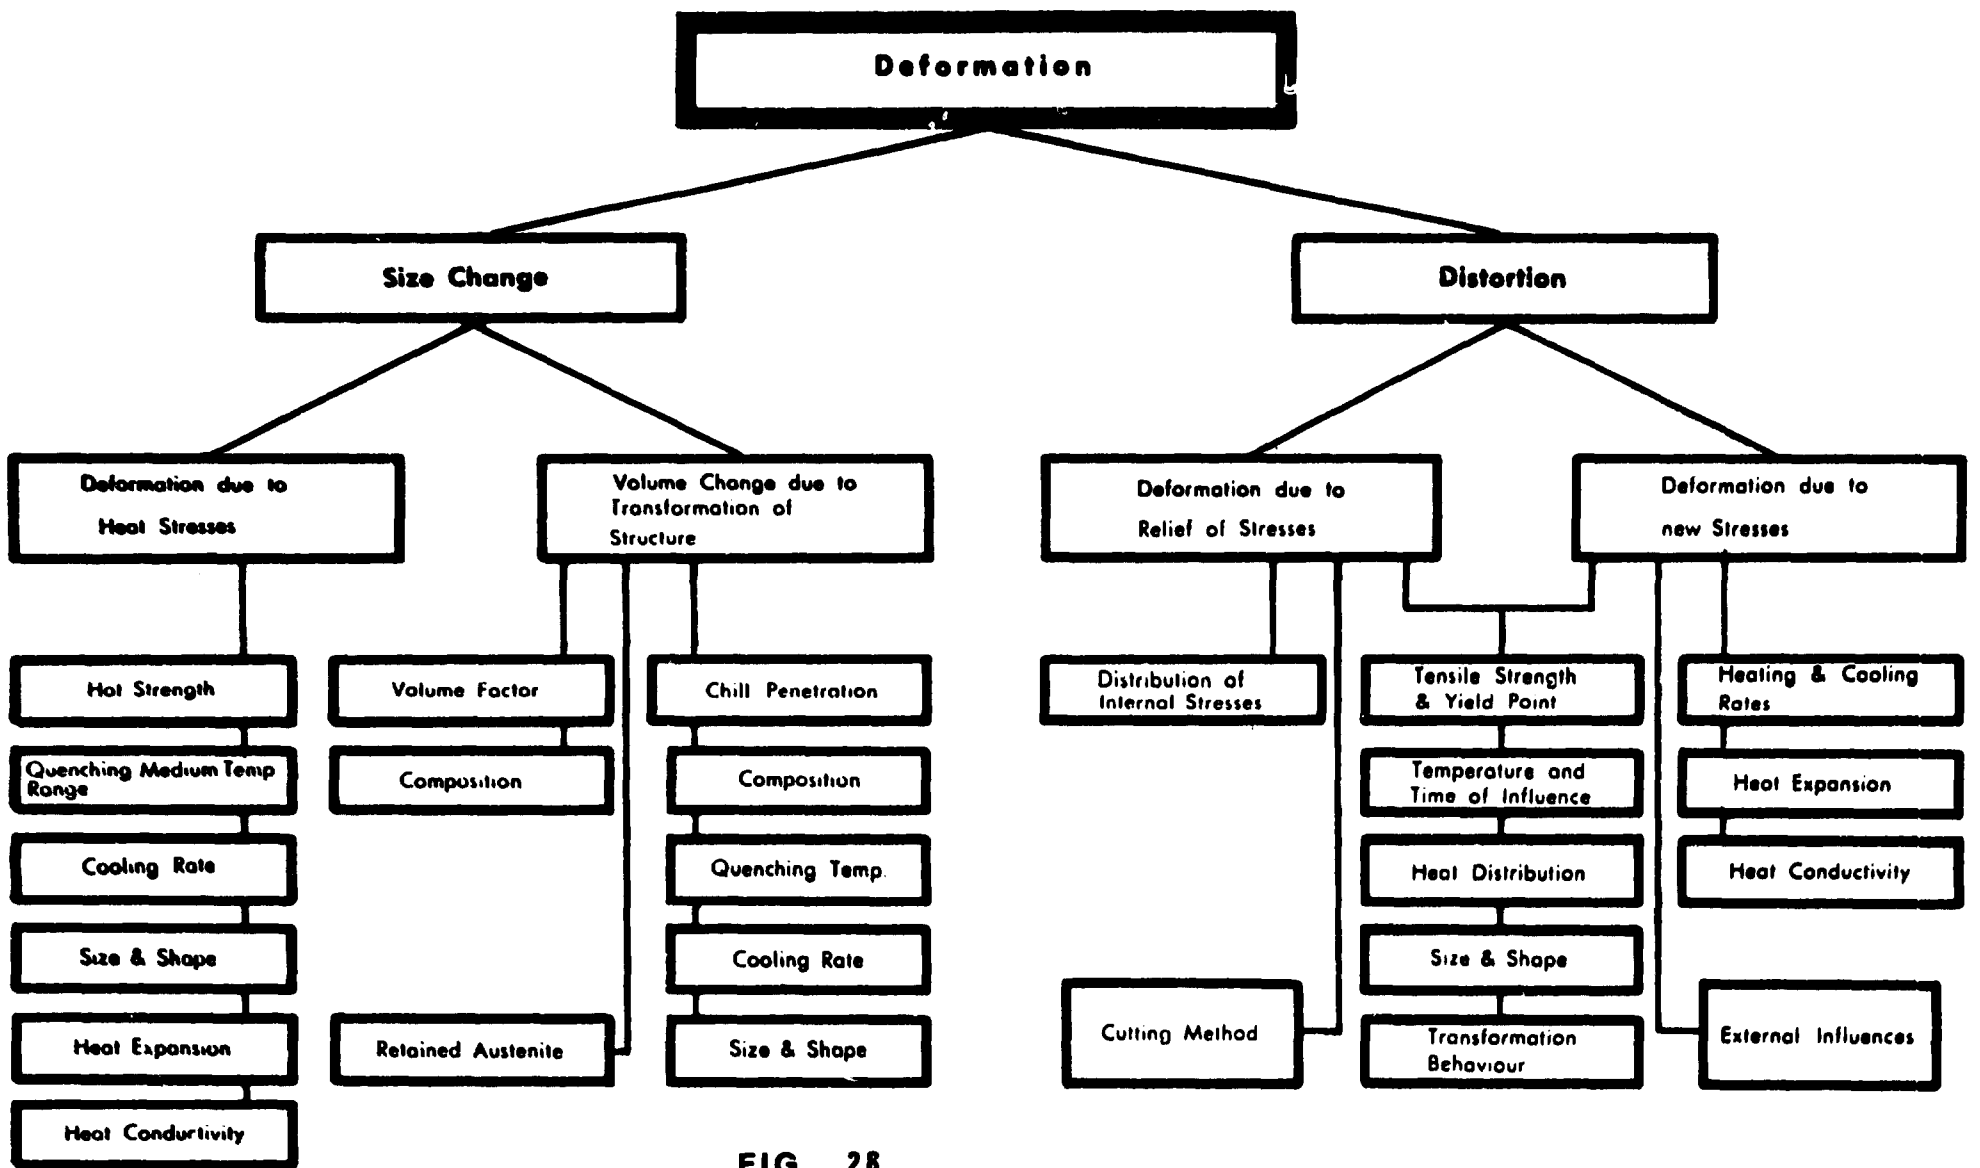 Deformation
Size Change
Distortion
Deformation due to
Heat Stresses
Volume Change due to
Transformation of
Structure
Deformation due to
Relief of Stresses
Deformation due to
new Stresses
Hot Strength
Quenching Medium Temp
Range
Cooling Rate
Size & Shape
Heat Expansion
Heat Conductivity
Volume Factor
Composition
Retained Austenite
Chill Penetration
Composition
Quenching Temp.
Cooling Rate
Size & Shape
Distribution of
Internal Stresses
Cutting Method
Tensile Strength
& Yield Point
Temperature and
Time of Influence
Heat Distribution
Size & Shape
Transformation
Behaviour
Heating & Cooling
Rates
Heat Expansion
Heat Conductivity
External Influences
FIG 28